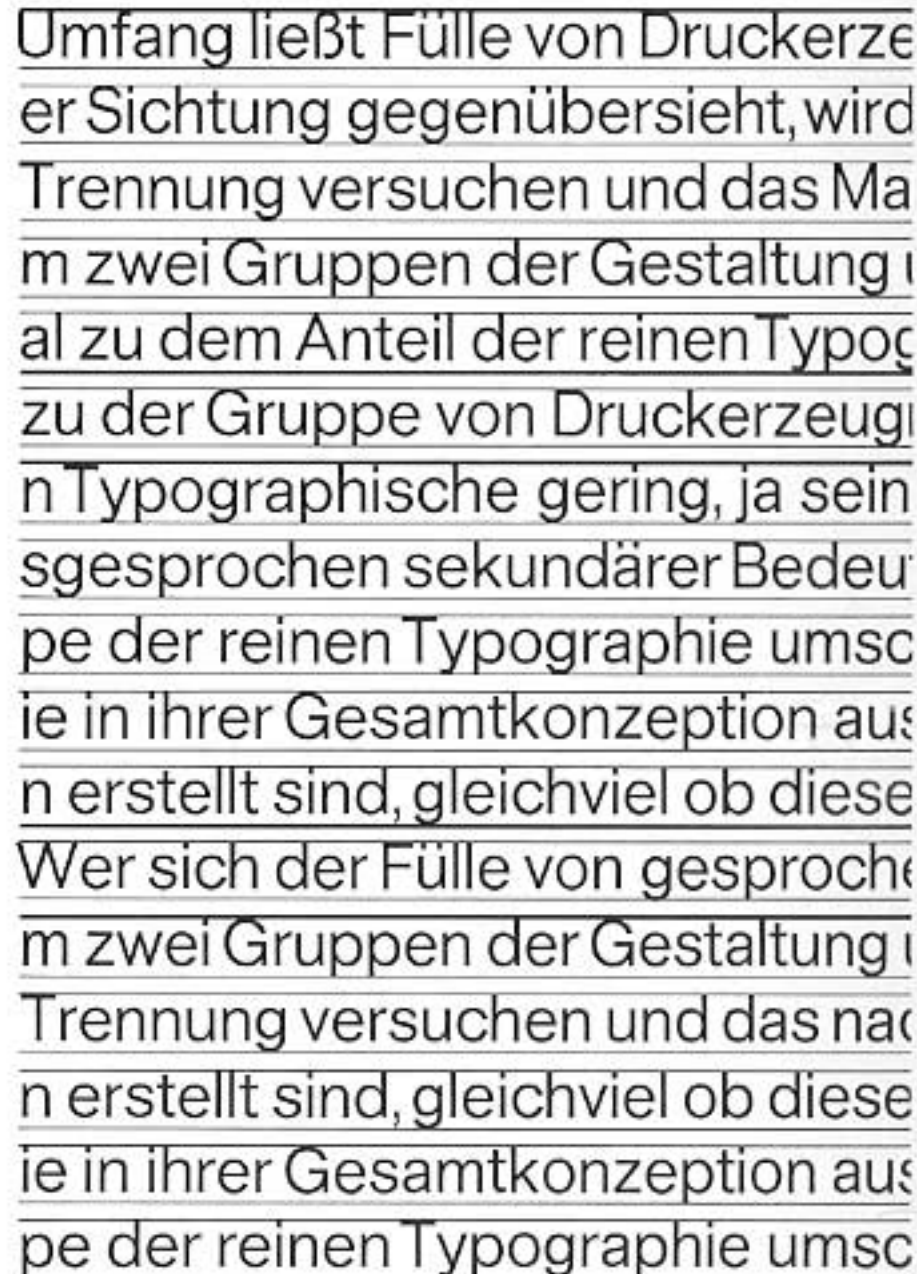 Umfang ließt Fülle von Druckerze
er Sichtung gegenübersieht, wird
Trennung versuchen und das Ma
m zwei Gruppen der Gestaltung
al zu dem Anteil der reinen Typog
zu der Gruppe von Druckerzeug
n Typographische gering, ja sein
sgesprochen sekundärer Bedeu
pe der reinen Typographie umsc
ie in ihrer Gesamtkonzeption aus
n erstellt sind, gleichviel ob diese
Wer sich der Fülle von gesproche
m zwei Gruppen der Gestaltung
Trennung versuchen und das nac
n erstellt sind, gleichviel ob diese
ie in ihrer Gesamtkonzeption aus
pe der reinen Typographie umsc